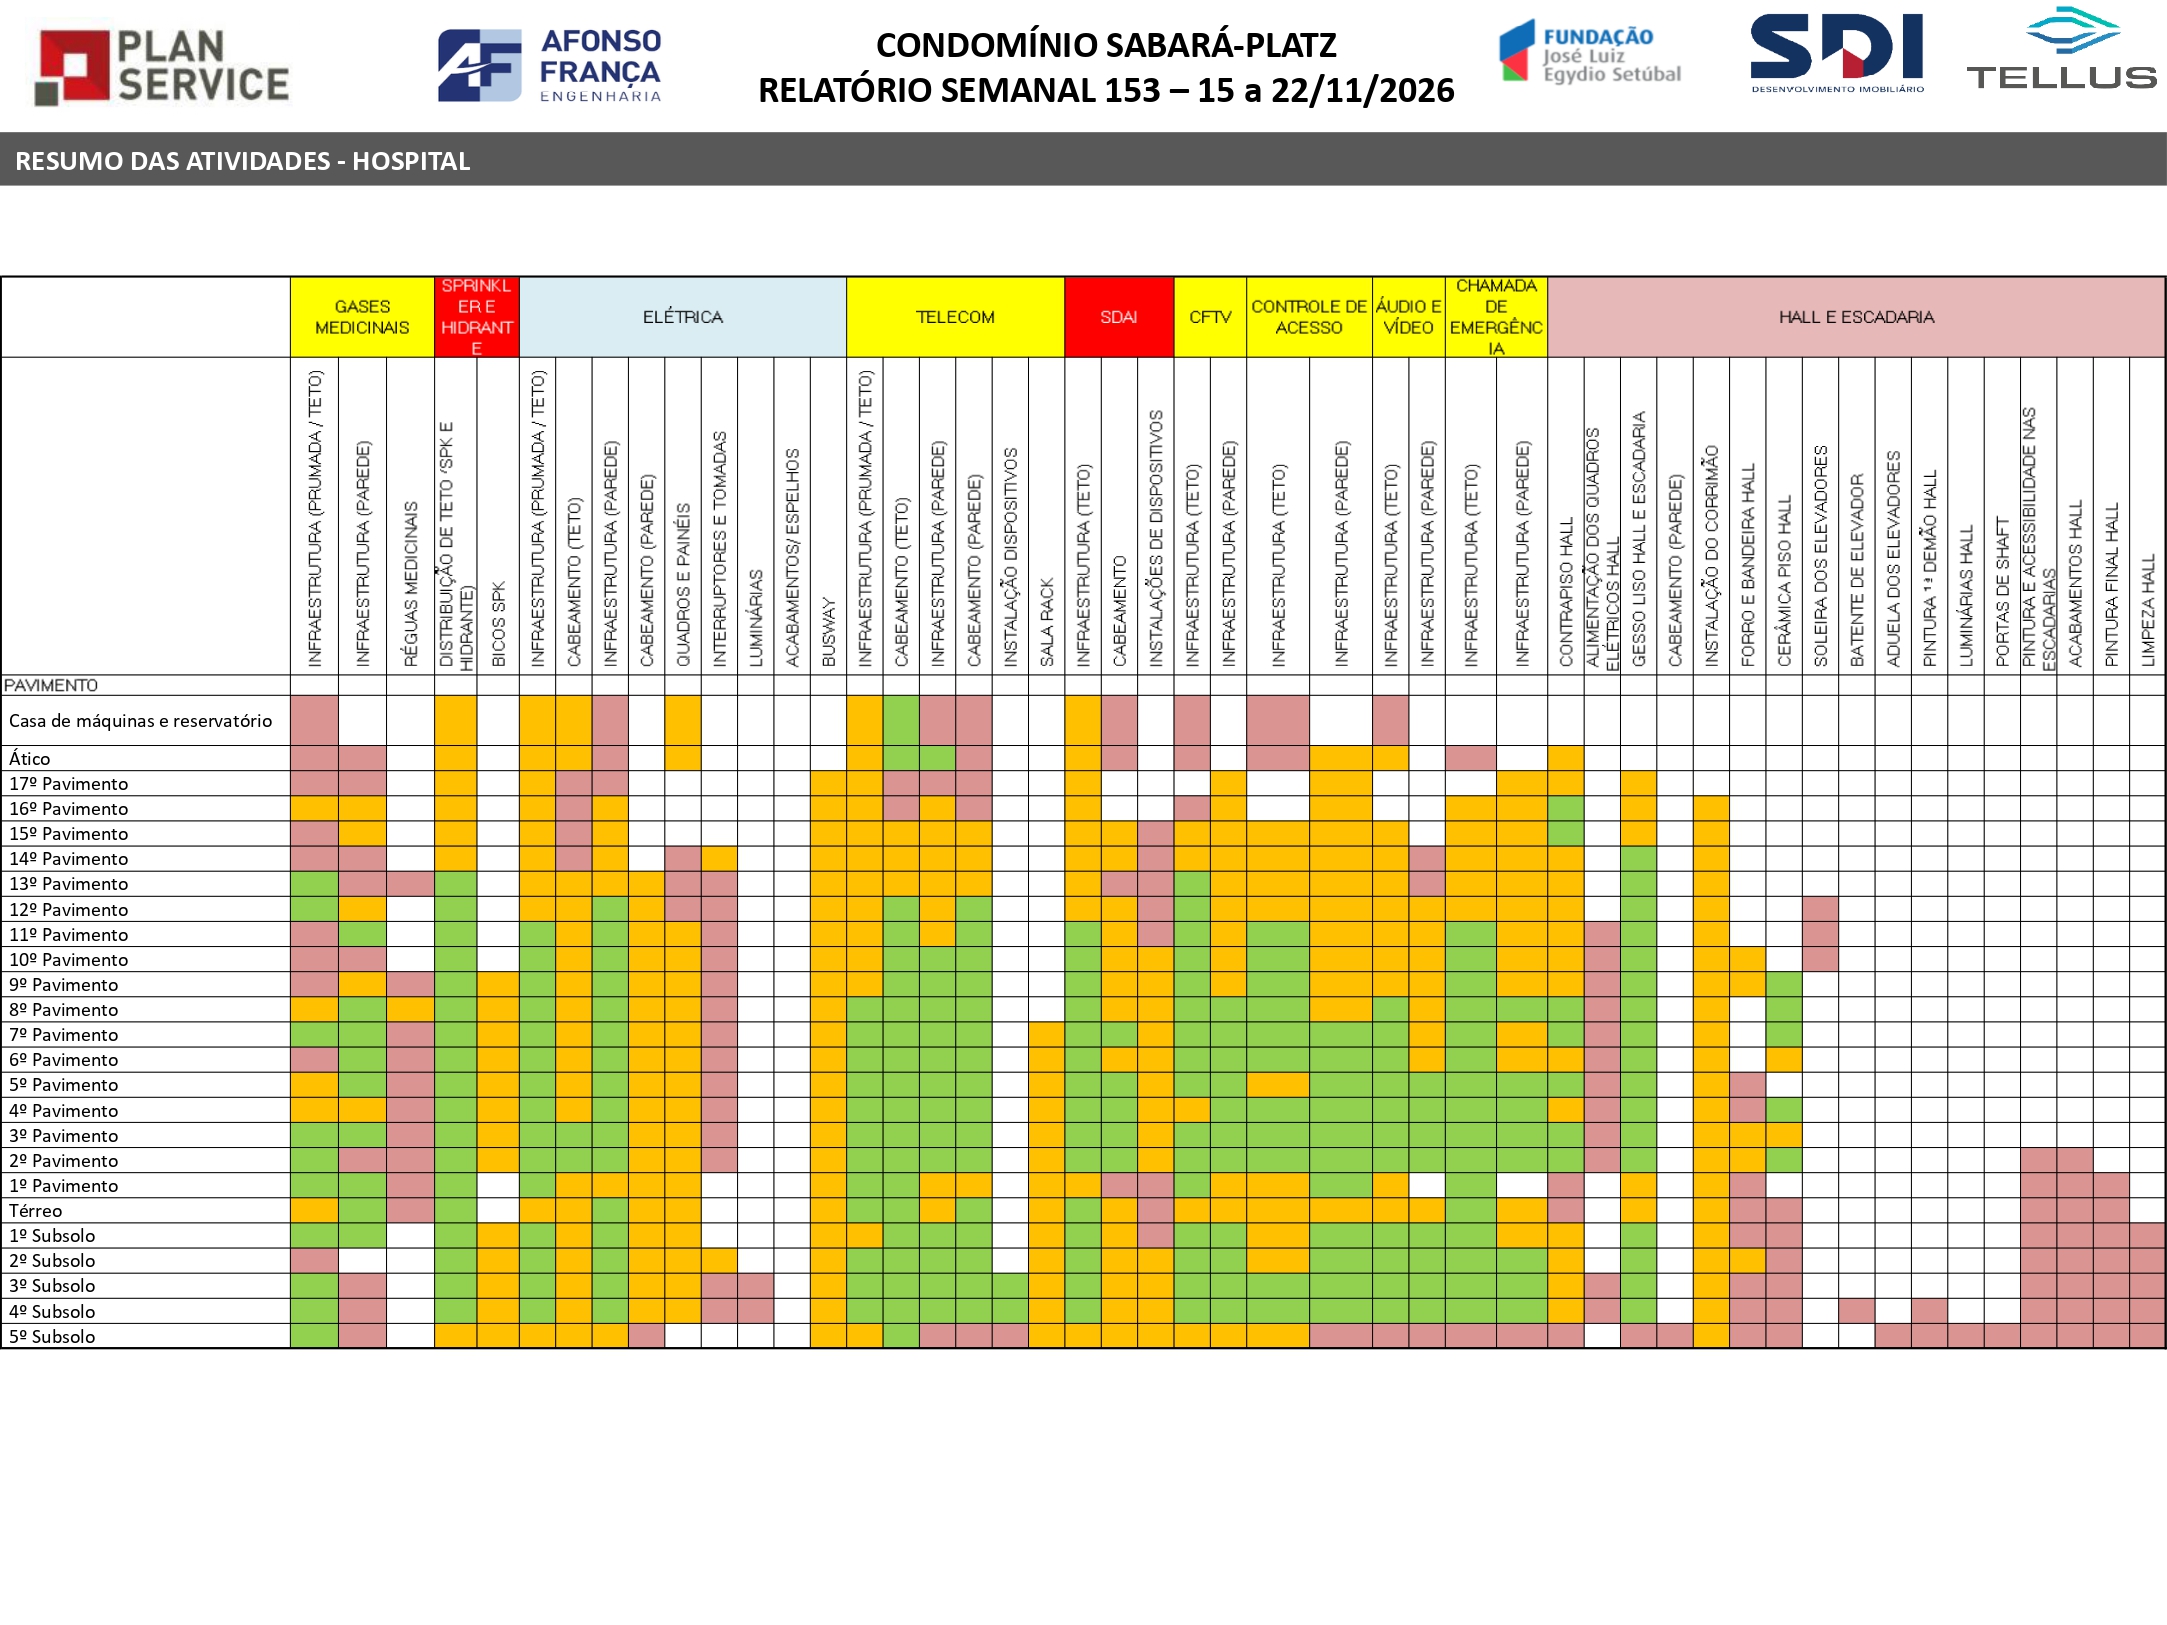 PLAN
SERVICE
AFONSO
FRANÇA
ENGENHARIA
CONDOMÍNIO SABARÁ-PLATZ
RELATÓRIO SEMANAL 153 – 15 a 22/11/2026
FUNDAÇÃO
José Luiz
Egydio Setúbal
SDI
DESENVOLVIMENTO IMOBILIÁRIO
TELLUS
RESUMO DAS ATIVIDADES - HOSPITAL
GASES
MEDICINAIS
SPRINKL
ER E
HIDRANT
E
ELÉTRICA
TELECOM
SDAI
CFTV
CONTROLE DE
ACESSO
ÁUDIO E
VÍDEO
CHAMADA
DE
EMERGÊNC
IA
HALL E ESCADARIA
INFRAESTRUTURA (PRUMADA / TETO)
INFRAESTRUTURA (PAREDE)
RÉGUAS MEDICINAIS
DISTRIBUIÇÃO DE TETO (SPK E
HIDRANTE)
BICOS SPK
INFRAESTRUTURA (PRUMADA / TETO)
CABEAMENTO (TETO)
INFRAESTRUTURA (PAREDE)
CABEAMENTO (PAREDE)
QUADROS E PAINÉIS
INTERRUPTORES E TOMADAS
LUMINÁRIAS
ACABAMENTOS/ ESPELHOS
BUSWAY
INFRAESTRUTURA (PRUMADA / TETO)
CABEAMENTO (TETO)
INFRAESTRUTURA (PAREDE)
CABEAMENTO (PAREDE)
INSTALAÇÃO DISPOSITIVOS
SALA RACK
INFRAESTRUTURA (TETO)
CABEAMENTO
INSTALAÇÕES DE DISPOSITIVOS
INFRAESTRUTURA (TETO)
INFRAESTRUTURA (PAREDE)
INFRAESTRUTURA (TETO)
INFRAESTRUTURA (PAREDE)
INFRAESTRUTURA (TETO)
INFRAESTRUTURA (PAREDE)
INFRAESTRUTURA (TETO)
INFRAESTRUTURA (PAREDE)
CONTRAPISO HALL
ALIMENTAÇÃO DOS QUADROS
ELÉTRICOS HALL
GESSO LISO HALL E ESCADARIA
CABEAMENTO (PAREDE)
INSTALAÇÃO DO CORRIMÃO
FORRO E BANDEIRA HALL
CERÂMICA PISO HALL
SOLEIRA DOS ELEVADORES
BATENTE DE ELEVADOR
ADUELA DOS ELEVADORES
PINTURA 1ª DEMÃO HALL
LUMINÁRIAS HALL
PORTAS DE SHAFT
PINTURA E ACESSIBILIDADE NAS
ESCADARIAS
ACABAMENTOS HALL
PINTURA FINAL HALL
LIMPEZA HALL
PAVIMENTO
Casa de máquinas e reservatório
Ático
17º Pavimento
16º Pavimento
15º Pavimento
14º Pavimento
13º Pavimento
12º Pavimento
11º Pavimento
10º Pavimento
9º Pavimento
8º Pavimento
7º Pavimento
6º Pavimento
5º Pavimento
4º Pavimento
3º Pavimento
2º Pavimento
1º Pavimento
Térreo
1º Subsolo
2º Subsolo
3º Subsolo
4º Subsolo
5º Subsolo